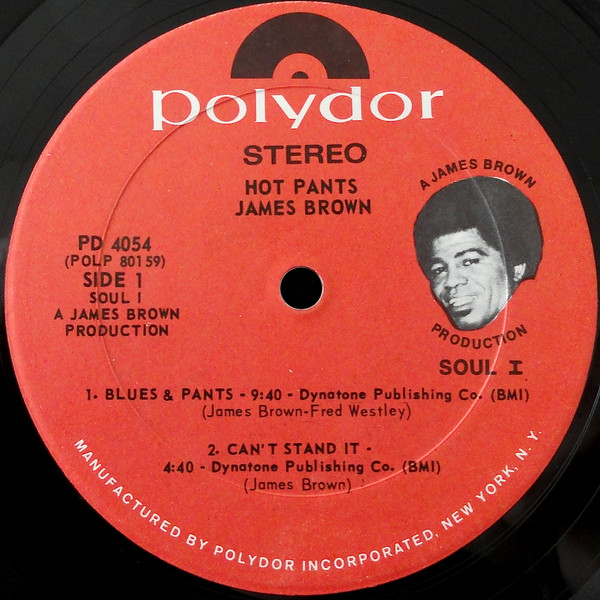 polydor
STEREO
HOT PANTS
JAMES BROWN
A JAMES BROWN
PRODUCTION
SOUL I
PD 4054
(POLP 80159)
SIDE 1
SOUL I
A JAMES BROWN
PRODUCTION
1. BLUES & PANTS - 9:40 - Dynatone Publishing Co. (BMI)
(James Brown-Fred Westley)
2. CAN'T STAND IT -
4:40 - Dynatone Publishing Co. (BMI)
(James Brown)
MANUFACTURED BY POLYDOR INCORPORATED, NEW YORK, N.Y.